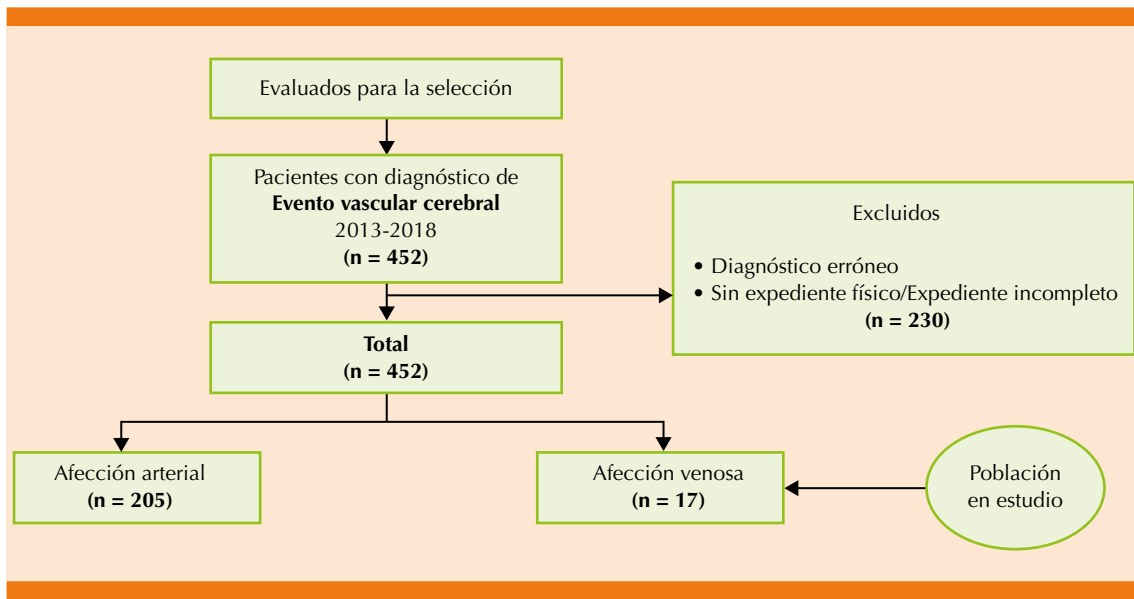 Evaluados para la selección
Pacientes con diagnóstico de
Evento vascular cerebral
2013-2018
(n = 452)
Excluidos
• Diagnóstico erróneo
• Sin expediente físico/Expediente incompleto
(n = 230)
Total
(n = 452)
Afección arterial
(n = 205)
Afección venosa
(n = 17)
Población
en estudio